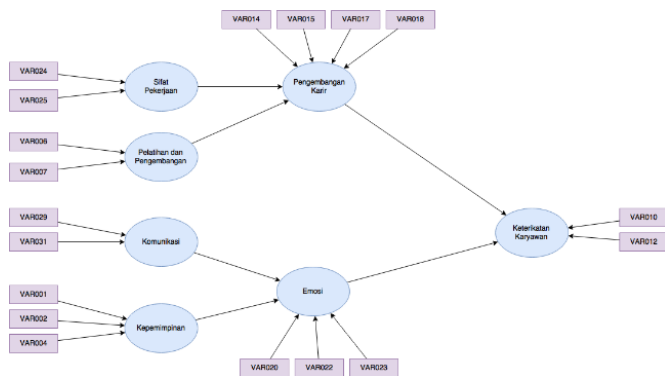 VAR014
VAR015
VAR017
VAR018
VAR024
VAR025
Sifat
Pekerjaan
Pengembangan
Karir
VAR006
VAR007
Pelatihan dan
Pengembangan
VAR029
VAR031
Komunikasi
Keterikatan
Karyawan
VAR010
VAR012
VAR001
VAR002
VAR004
Kepemimpinan
Emosi
VAR020
VAR022
VAR023